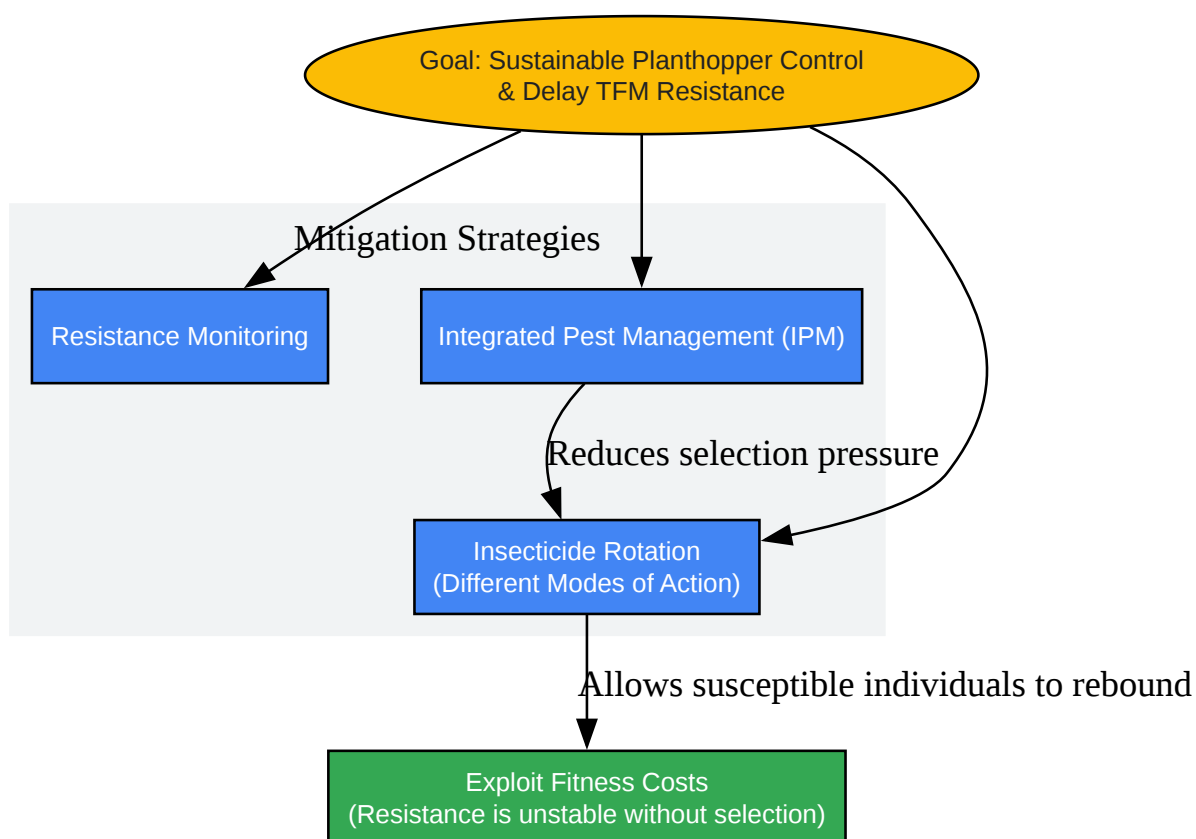 Goal: Sustainable Planthopper Control
& Delay TFM Resistance
Mitigation Strategies
Resistance Monitoring
Integrated Pest Management (IPM)
Reduces selection pressure
Insecticide Rotation
(Different Modes of Action)
Allows susceptible individuals to rebound
Exploit Fitness Costs
(Resistance is unstable without selection)